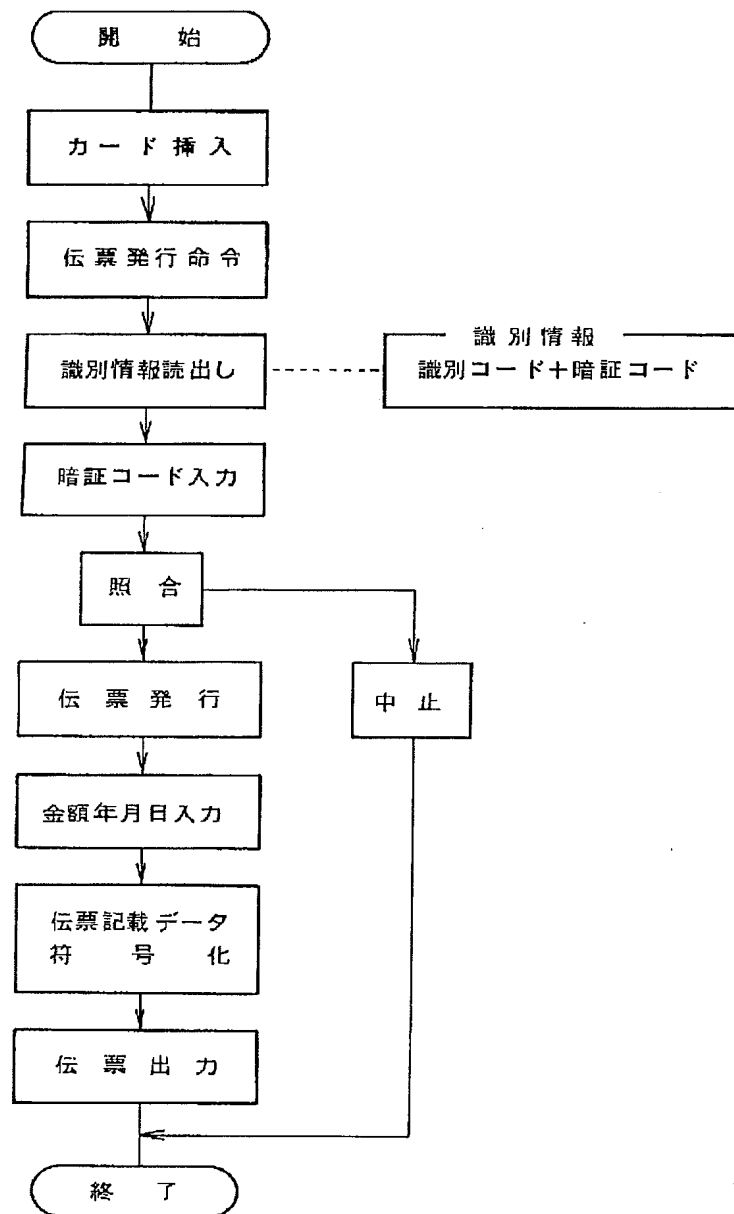 開始
カード挿入
伝票発行命令
識別情報読出し
識別情報
識別コード+暗証コード
暗証コード入力
照合
伝票発行
中止
金額年月日入力
伝票記載データ
符号化
伝票出力
終了